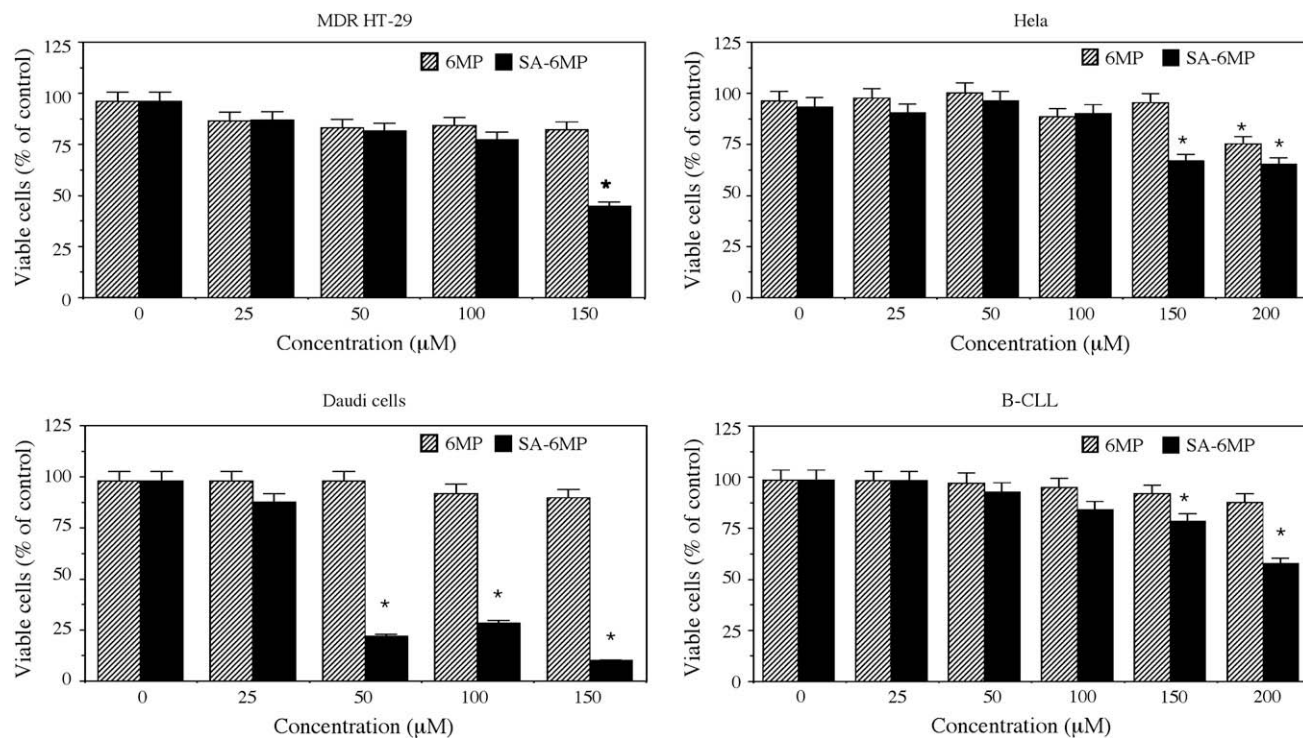 MDR HT-29
6MP SA-6MP
Viable cells (% of control)
125
100
75
50
25
0
0 25 50 100 150
*
Concentration (µM)
Hela
6MP SA-6MP
Viable cells (% of control)
125
100
75
50
25
0
* * *
0 25 50 100 150 200
Concentration (µM)
Daudi cells
6MP SA-6MP
Viable cells (% of control)
125
100
75
50
25
0
* * *
0 25 50 100 150
Concentration (µM)
B-CLL
6MP SA-6MP
Viable cells (% of control)
125
100
75
50
25
0
* *
0 25 50 100 150 200
Concentration (µM)